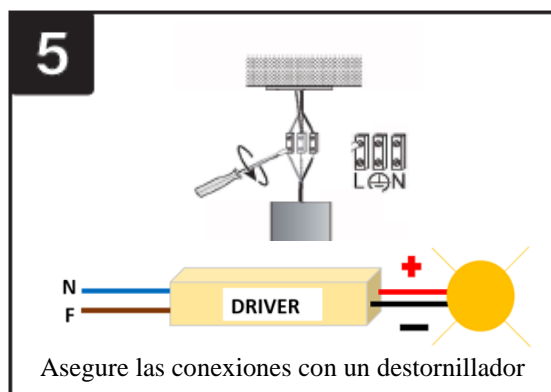 5
L N
N
F
DRIVER
+
−
Asegure las conexiones con un destornillador